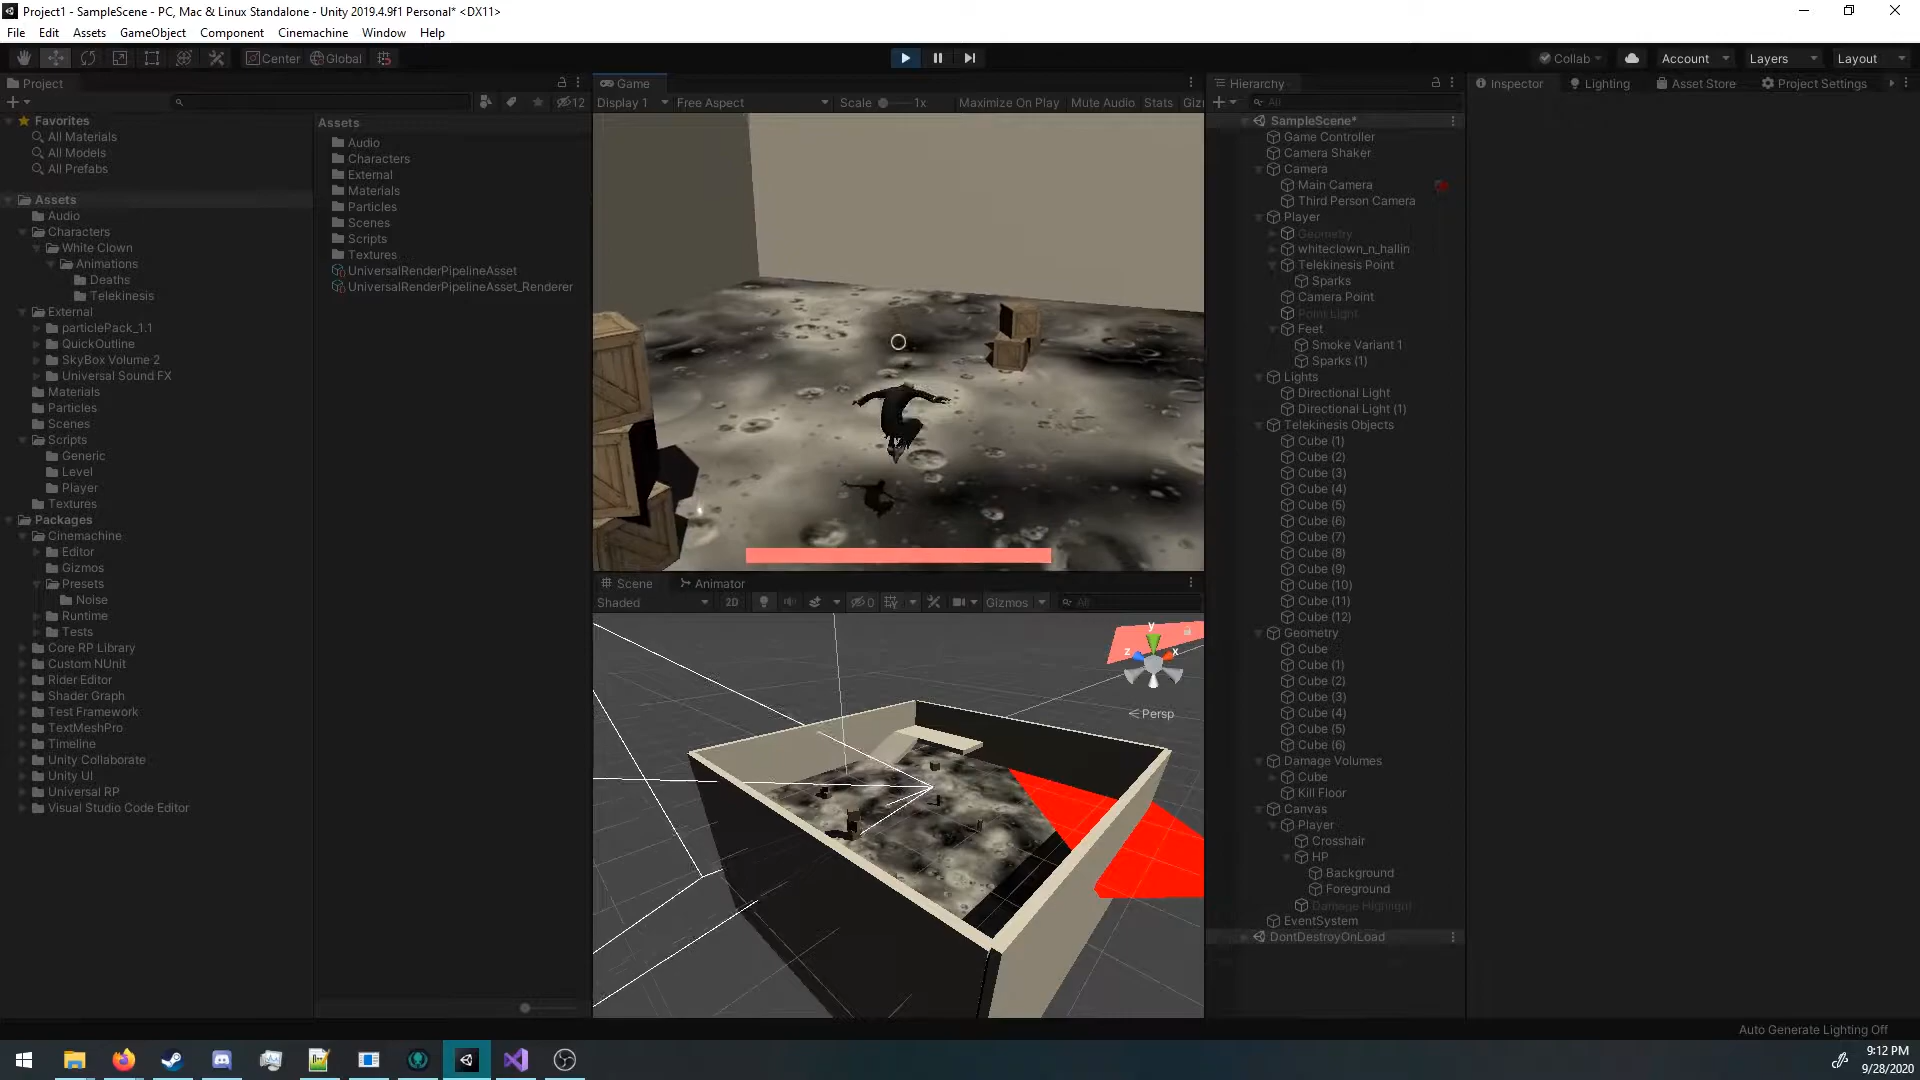 Project1 - SampleScene - PC, Mac & Linux Standalone - Unity 2019.4.9f1 Personal* <DX11>
File Edit Assets GameObject Component Cinemachine Window Help
Center Global Collab Account Layers Layout
Project
12
Favorites
All Materials
All Models
All Prefabs
Assets
Audio
Characters
White Clown
Animations
Deaths
Telekinesis
External
particlePack_1.1
QuickOutline
SkyBox Volume 2
Universal Sound FX
Materials
Particles
Scenes
Scripts
Generic
Level
Player
Textures
Packages
Cinemachine
Editor
Gizmos
Presets
Noise
Runtime
Tests
Core RP Library
Custom NUnit
Rider Editor
Shader Graph
Test Framework
TextMeshPro
Timeline
Unity Collaborate
Unity UI
Universal RP
Visual Studio Code Editor
Assets
Audio
Characters
External
Materials
Particles
Scenes
Scripts
Textures
UniversalRenderPipelineAsset
UniversalRenderPipelineAsset_Renderer
Game
Display 1 Free Aspect Scale 1x Maximize On Play Mute Audio Stats Giz
Scene Animator
Shaded 2D 0 Gizmos All
y
z x
Persp
Hierarchy
All
SampleScene*
Game Controller
Camera Shaker
Camera
Main Camera
Third Person Camera
Player
Geometry
whiteclown_n_hallin
Telekinesis Point
Sparks
Camera Point
Point Light
Feet
Smoke Variant 1
Sparks (1)
Lights
Directional Light
Directional Light (1)
Telekinesis Objects
Cube (1)
Cube (2)
Cube (3)
Cube (4)
Cube (5)
Cube (6)
Cube (7)
Cube (8)
Cube (9)
Cube (10)
Cube (11)
Cube (12)
Geometry
Cube
Cube (1)
Cube (2)
Cube (3)
Cube (4)
Cube (5)
Cube (6)
Damage Volumes
Cube
Kill Floor
Canvas
Player
Crosshair
HP
Background
Foreground
Damage Highlight
EventSystem
DontDestroyOnLoad
Inspector Lighting Asset Store Project Settings
Auto Generate Lighting Off
9:12 PM
9/28/2020